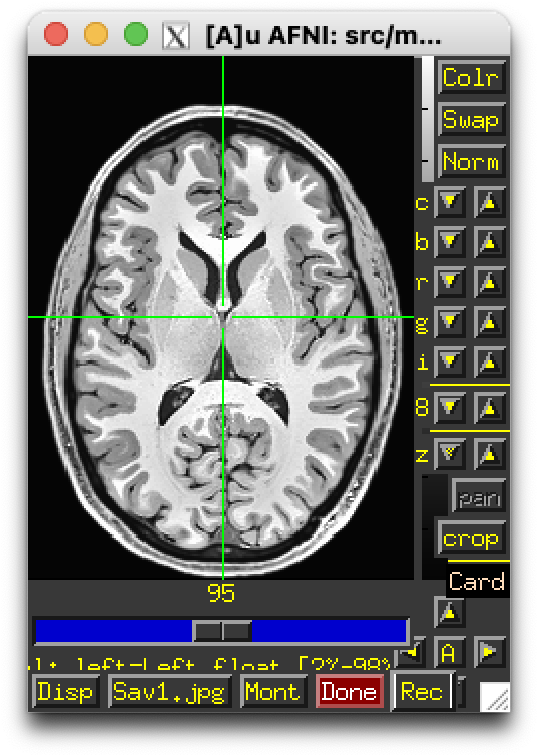 [A]u AFNI: src/m...
Colr
Swap
Norm
c
b
r
g
i
8
z
pan
crop
Card
95
left=Left float [2%-98%
A
Disp
Sav1.jpg
Mont
Done
Rec